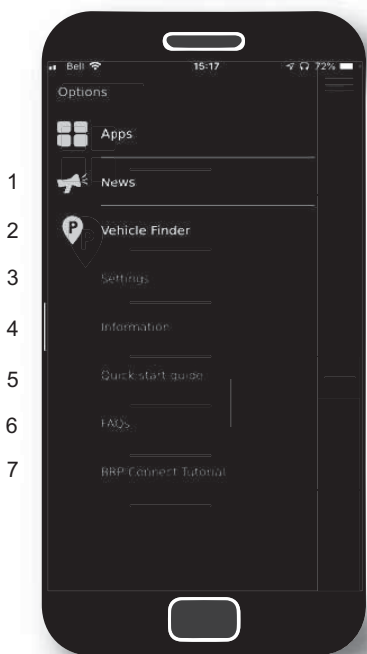 Bell 15:17 72%
Options
Apps
1 News
2 P Vehicle Finder
3 Settings
4 Information
5 Quick start guide
6 FAQs
7 BRP Connect Tutorial